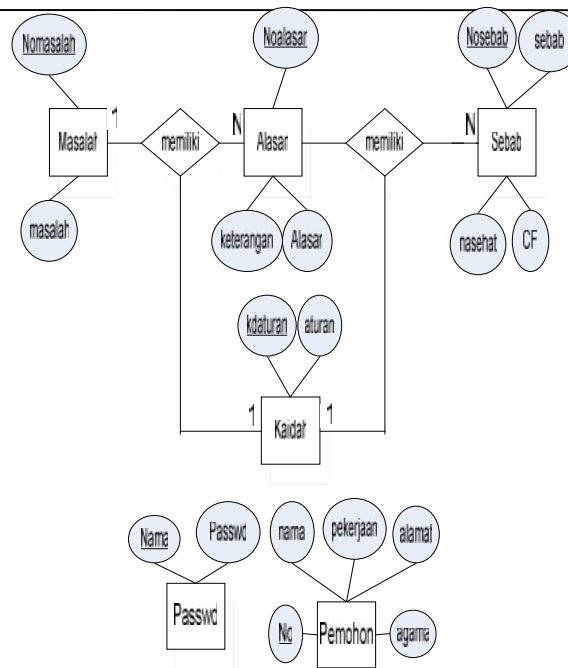 Nomasalah
Noalasar
Nosebab
sebab
1
N
N
Masalah
memiliki
Alasar
memiliki
Sebab
masalah
keterangan
Alasar
nasehat
CF
kdaturan
aturan
1
1
Kaidah
Nama
Passwd
nama
pekerjaan
alamat
Passwd
No
Pemohon
agama